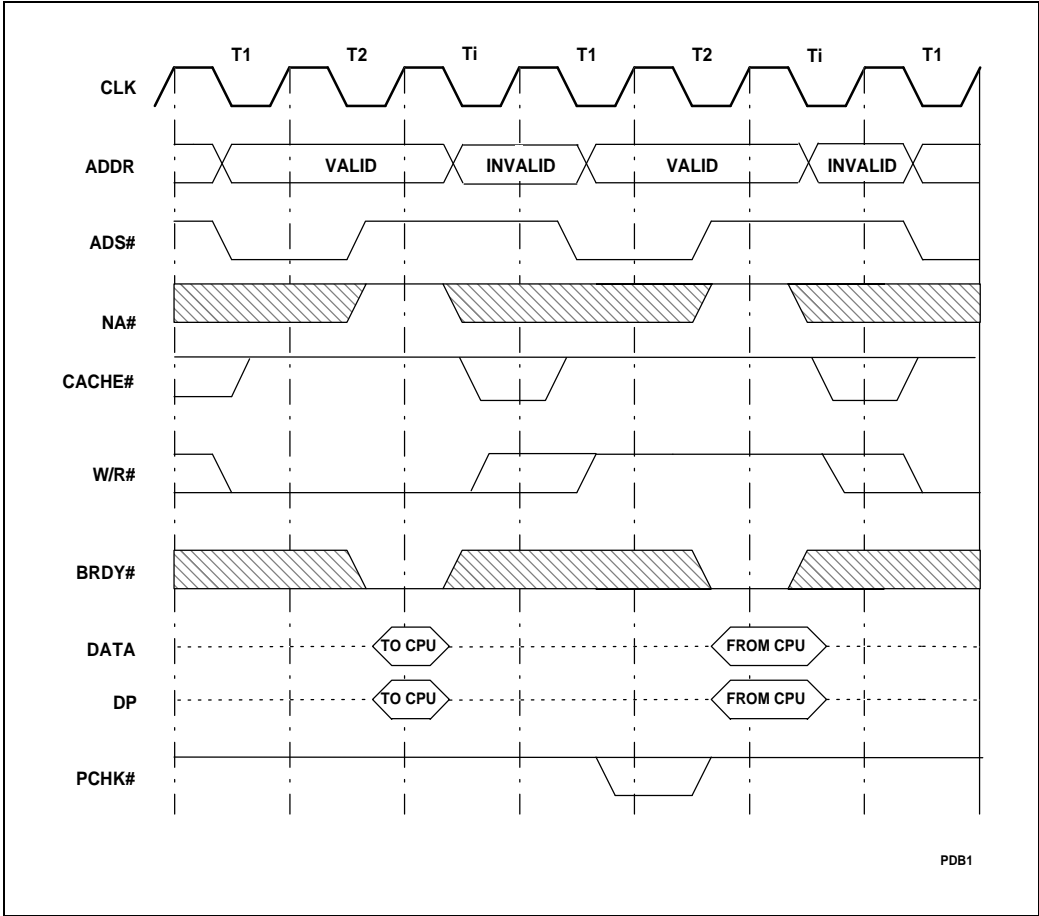 T1 T2 Ti T1 T2 Ti T1
CLK
ADDR VALID INVALID VALID INVALID
ADS#
NA#
CACHE#
W/R#
BRDY#
DATA TO CPU FROM CPU
DP TO CPU FROM CPU
PCHK#
PDB1